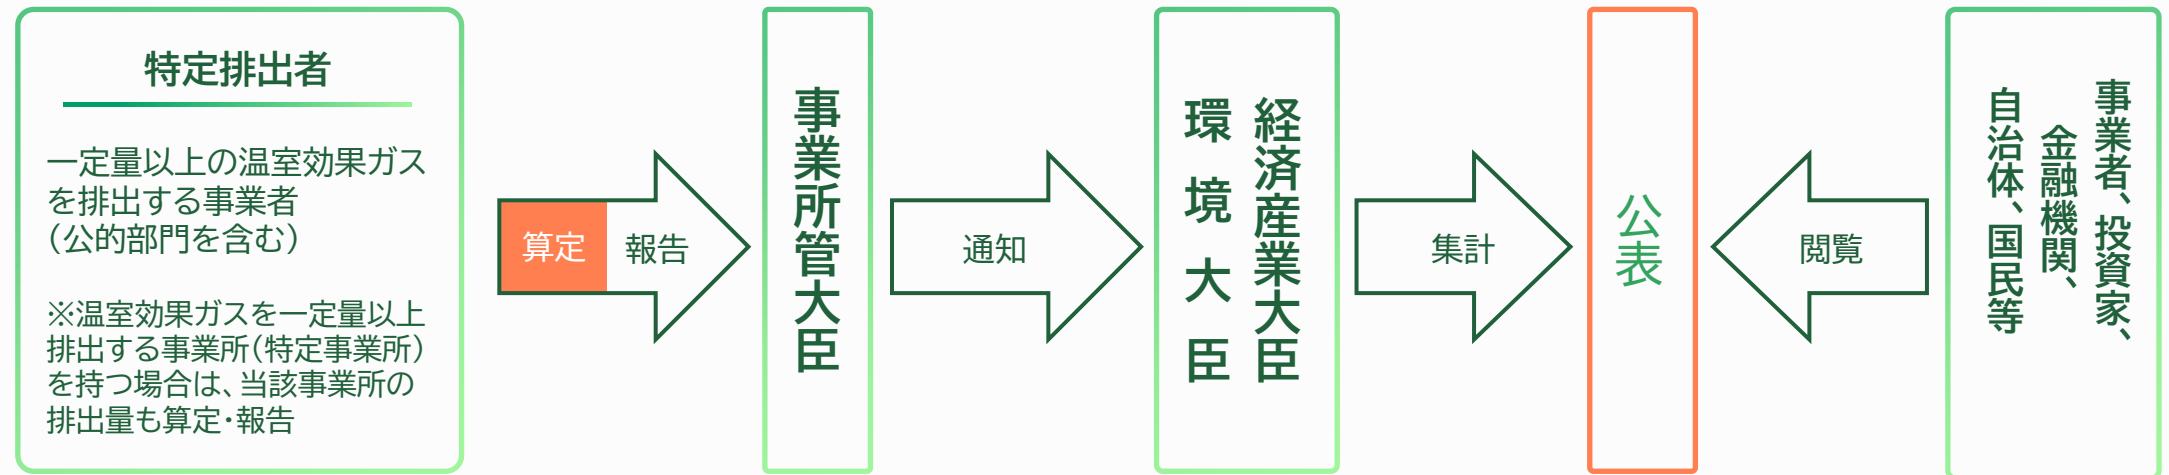 特定排出者
一定量以上の温室効果ガス
を排出する事業者
（公的部門を含む）
※温室効果ガスを一定量以上
排出する事業所（特定事業所）
を持つ場合は、当該事業所の
排出量も算定・報告
算定
報告
事業所管大臣
通知
経済産業大臣
環境大臣
集計
公表
閲覧
事業者、投資家、
金融機関、
自治体、国民等